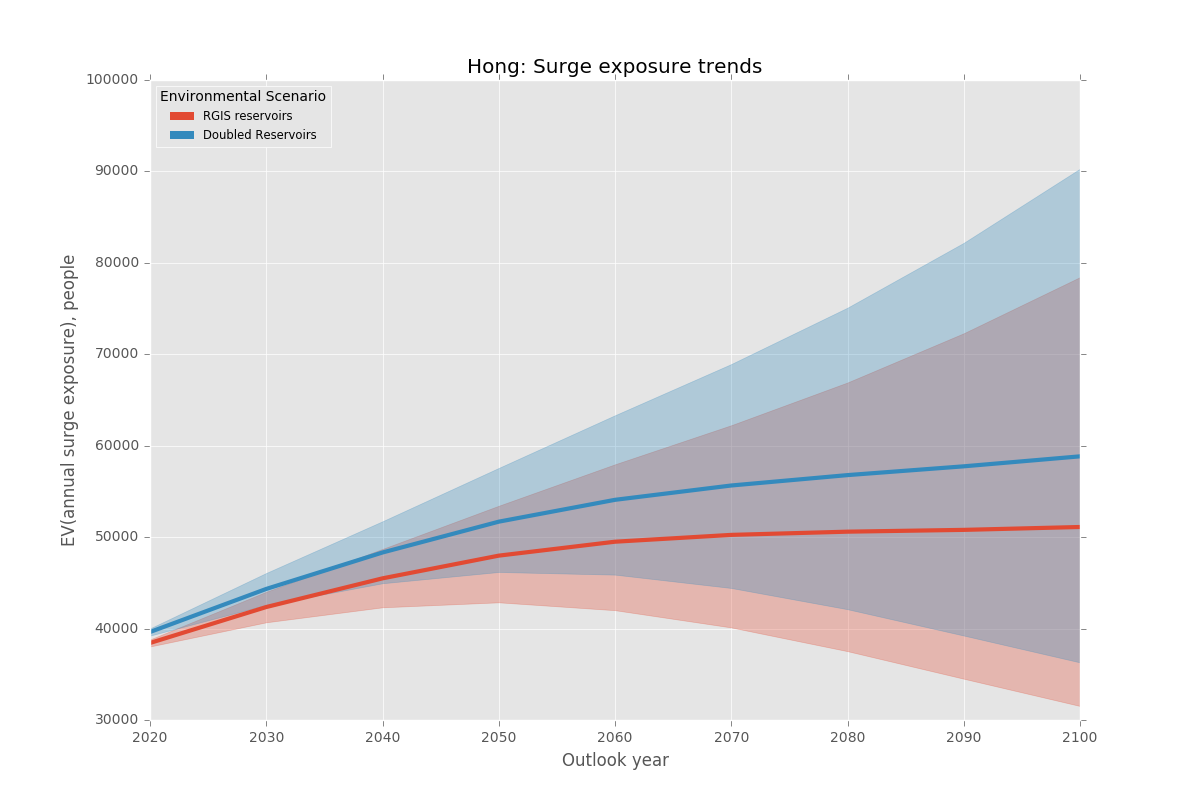 Hong: Surge exposure trends
Environmental Scenario
RGIS reservoirs
Doubled Reservoirs
EV(annual surge exposure), people
100000
90000
80000
70000
60000
50000
40000
30000
2020 2030 2040 2050 2060 2070 2080 2090 2100
Outlook year